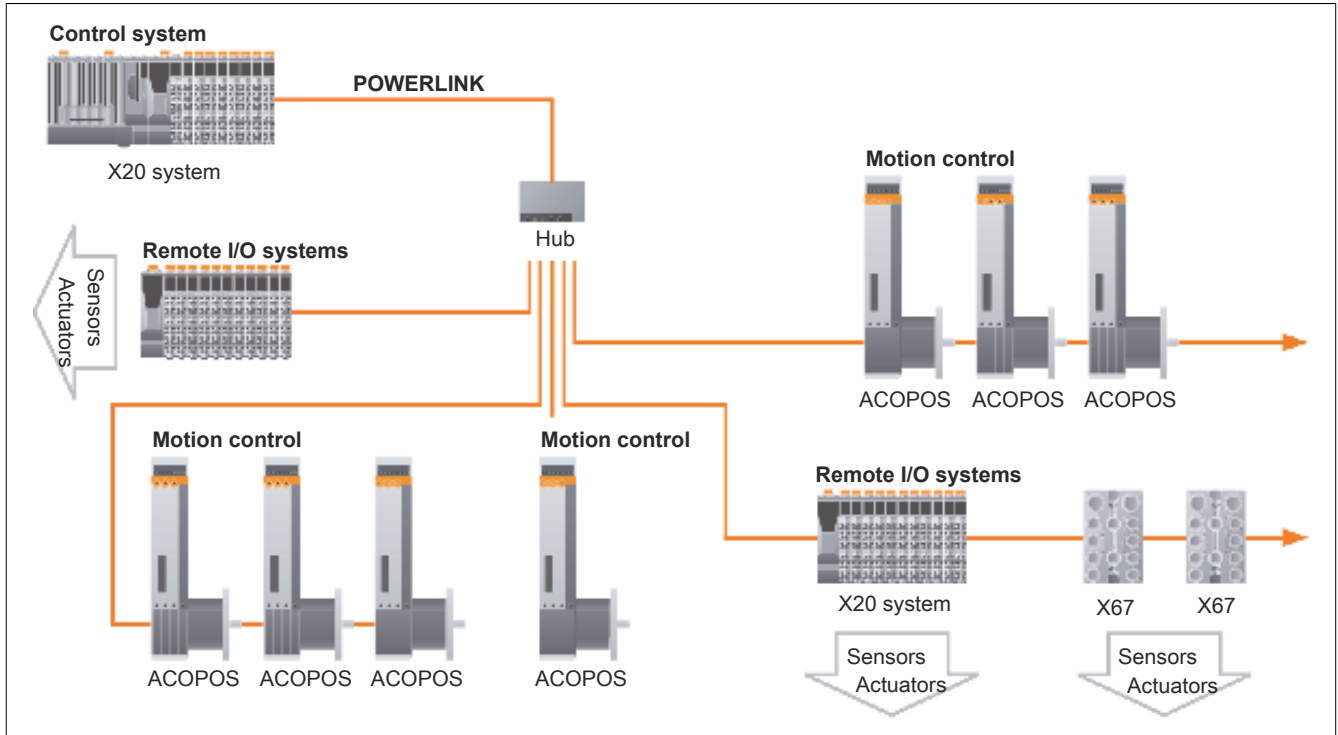 Control system
POWERLINK
X20 system
Motion control
Hub
Remote I/O systems
Sensors
Actuators
ACOPOS
ACOPOS
ACOPOS
Motion control
Motion control
Remote I/O systems
X20 system
X67
X67
ACOPOS
ACOPOS
ACOPOS
ACOPOS
Sensors
Actuators
Sensors
Actuators